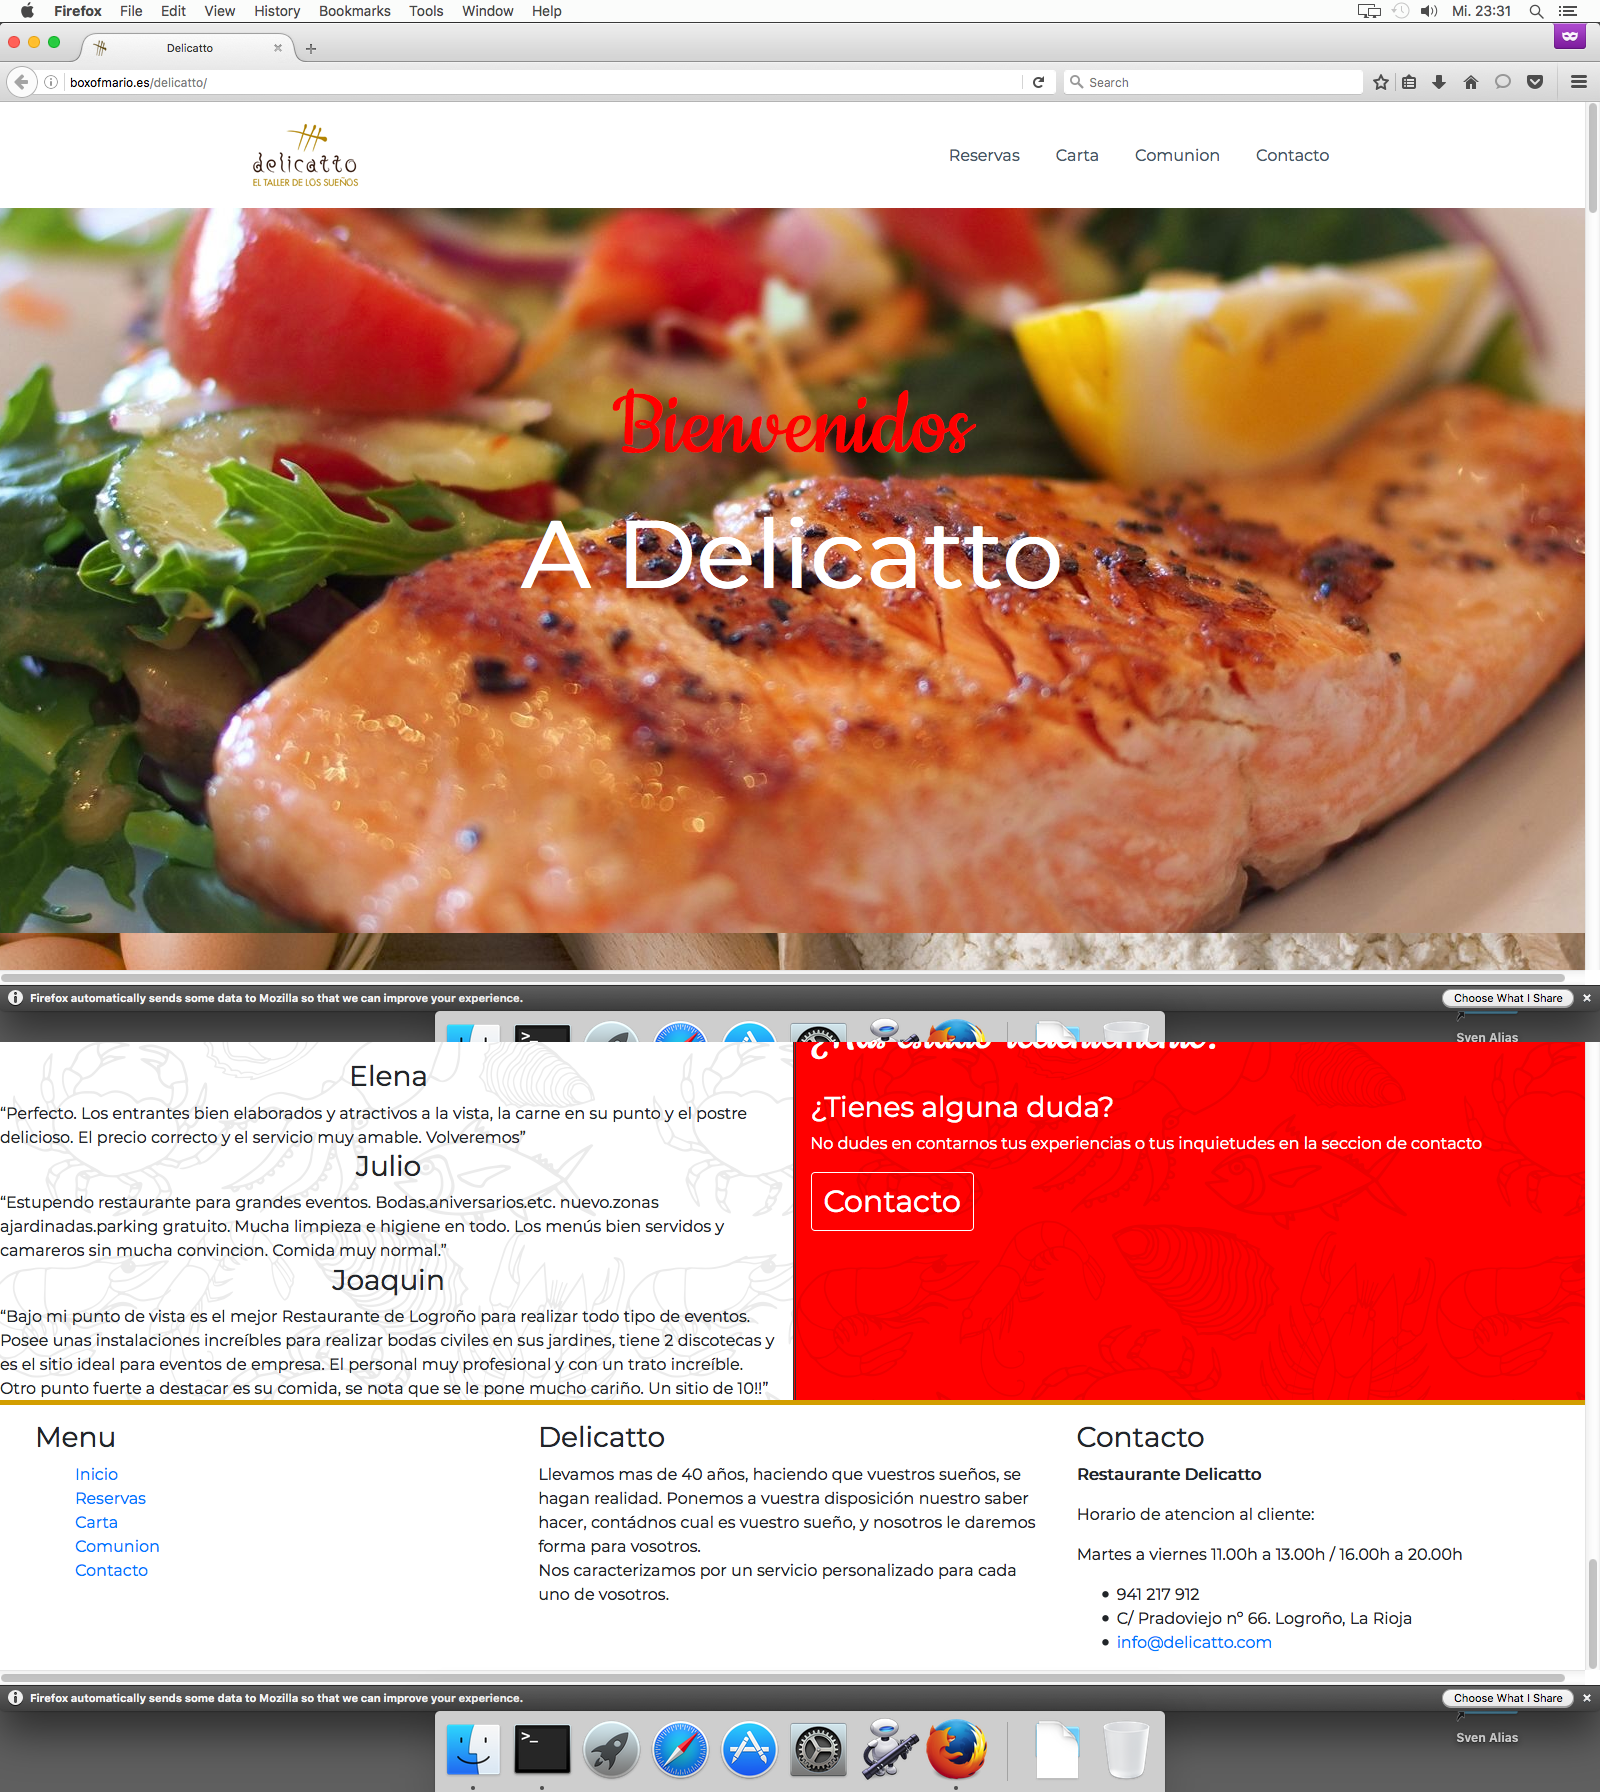 Firefox File Edit View History Bookmarks Tools Window Help
Mi. 23:31
Delicatto
boxofmario.es/delicatto/
Search
delicatto
EL TALLER DE LOS SUEÑOS
Reservas Carta Comunion Contacto
Bienvenidos
A Delicatto
Firefox automatically sends some data to Mozilla so that we can improve your experience.
Choose What I Share
Sven Alias
Elena
“Perfecto. Los entrantes bien elaborados y atractivos a la vista, la carne en su punto y el postre
delicioso. El precio correcto y el servicio muy amable. Volveremos”
Julio
“Estupendo restaurante para grandes eventos. Bodas.aniversarios.etc. nuevo.zonas
ajardinadas.parking gratuito. Mucha limpieza e higiene en todo. Los menús bien servidos y
camareros sin mucha convincion. Comida muy normal.”
Joaquin
“Bajo mi punto de vista es el mejor Restaurante de Logroño para realizar todo tipo de eventos.
Posee unas instalaciones increíbles para realizar bodas civiles en sus jardines, tiene 2 discotecas y
es el sitio ideal para eventos de empresa. El personal muy profesional y con un trato increíble.
Otro punto fuerte a destacar es su comida, se nota que se le pone mucho cariño. Un sitio de 10!!”
¿Tienes alguna duda?
No dudes en contarnos tus experiencias o tus inquietudes en la seccion de contacto
Contacto
Menu
Inicio
Reservas
Carta
Comunion
Contacto
Delicatto
Llevamos mas de 40 años, haciendo que vuestros sueños, se
hagan realidad. Ponemos a vuestra disposición nuestro saber
hacer, contádnos cual es vuestro sueño, y nosotros le daremos
forma para vosotros.
Nos caracterizamos por un servicio personalizado para cada
uno de vosotros.
Contacto
Restaurante Delicatto
Horario de atencion al cliente:
Martes a viernes 11.00h a 13.00h / 16.00h a 20.00h
941 217 912
C/ Pradoviejo nº 66. Logroño, La Rioja
info@delicatto.com
Firefox automatically sends some data to Mozilla so that we can improve your experience.
Choose What I Share
Sven Alias